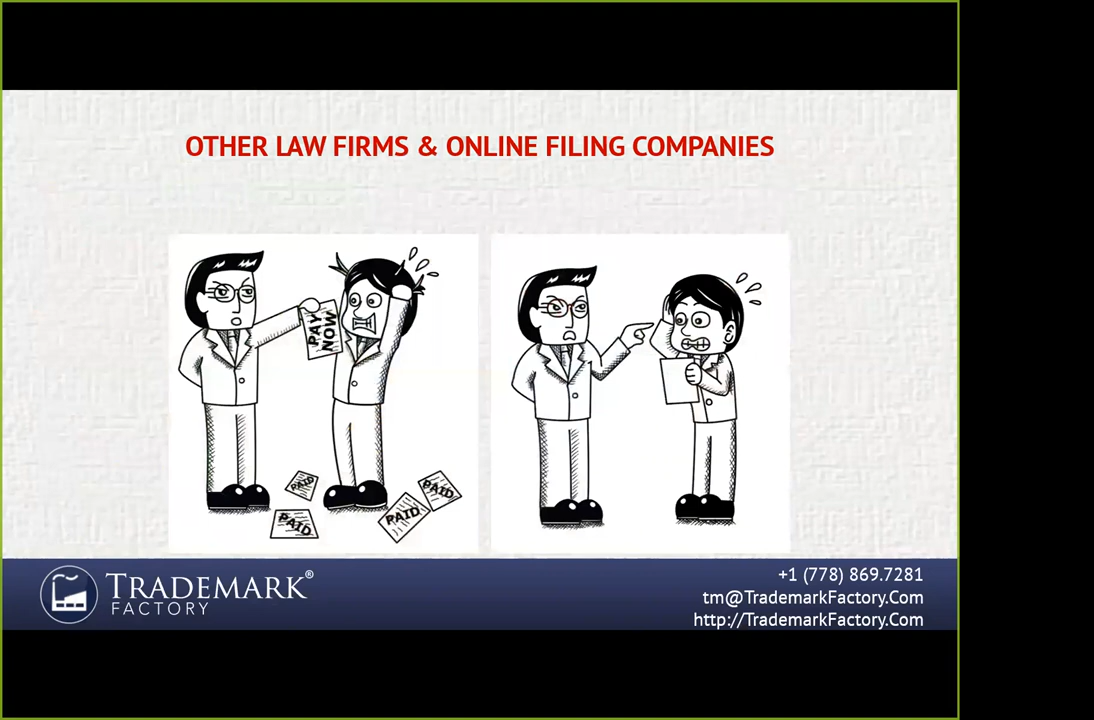 OTHER LAW FIRMS & ONLINE FILING COMPANIES
PAY
NOW
PAID
PAID
PAID
PAID
TRADEMARK®
FACTORY
+1 (778) 869.7281
tm@TrademarkFactory.Com
http://TrademarkFactory.Com